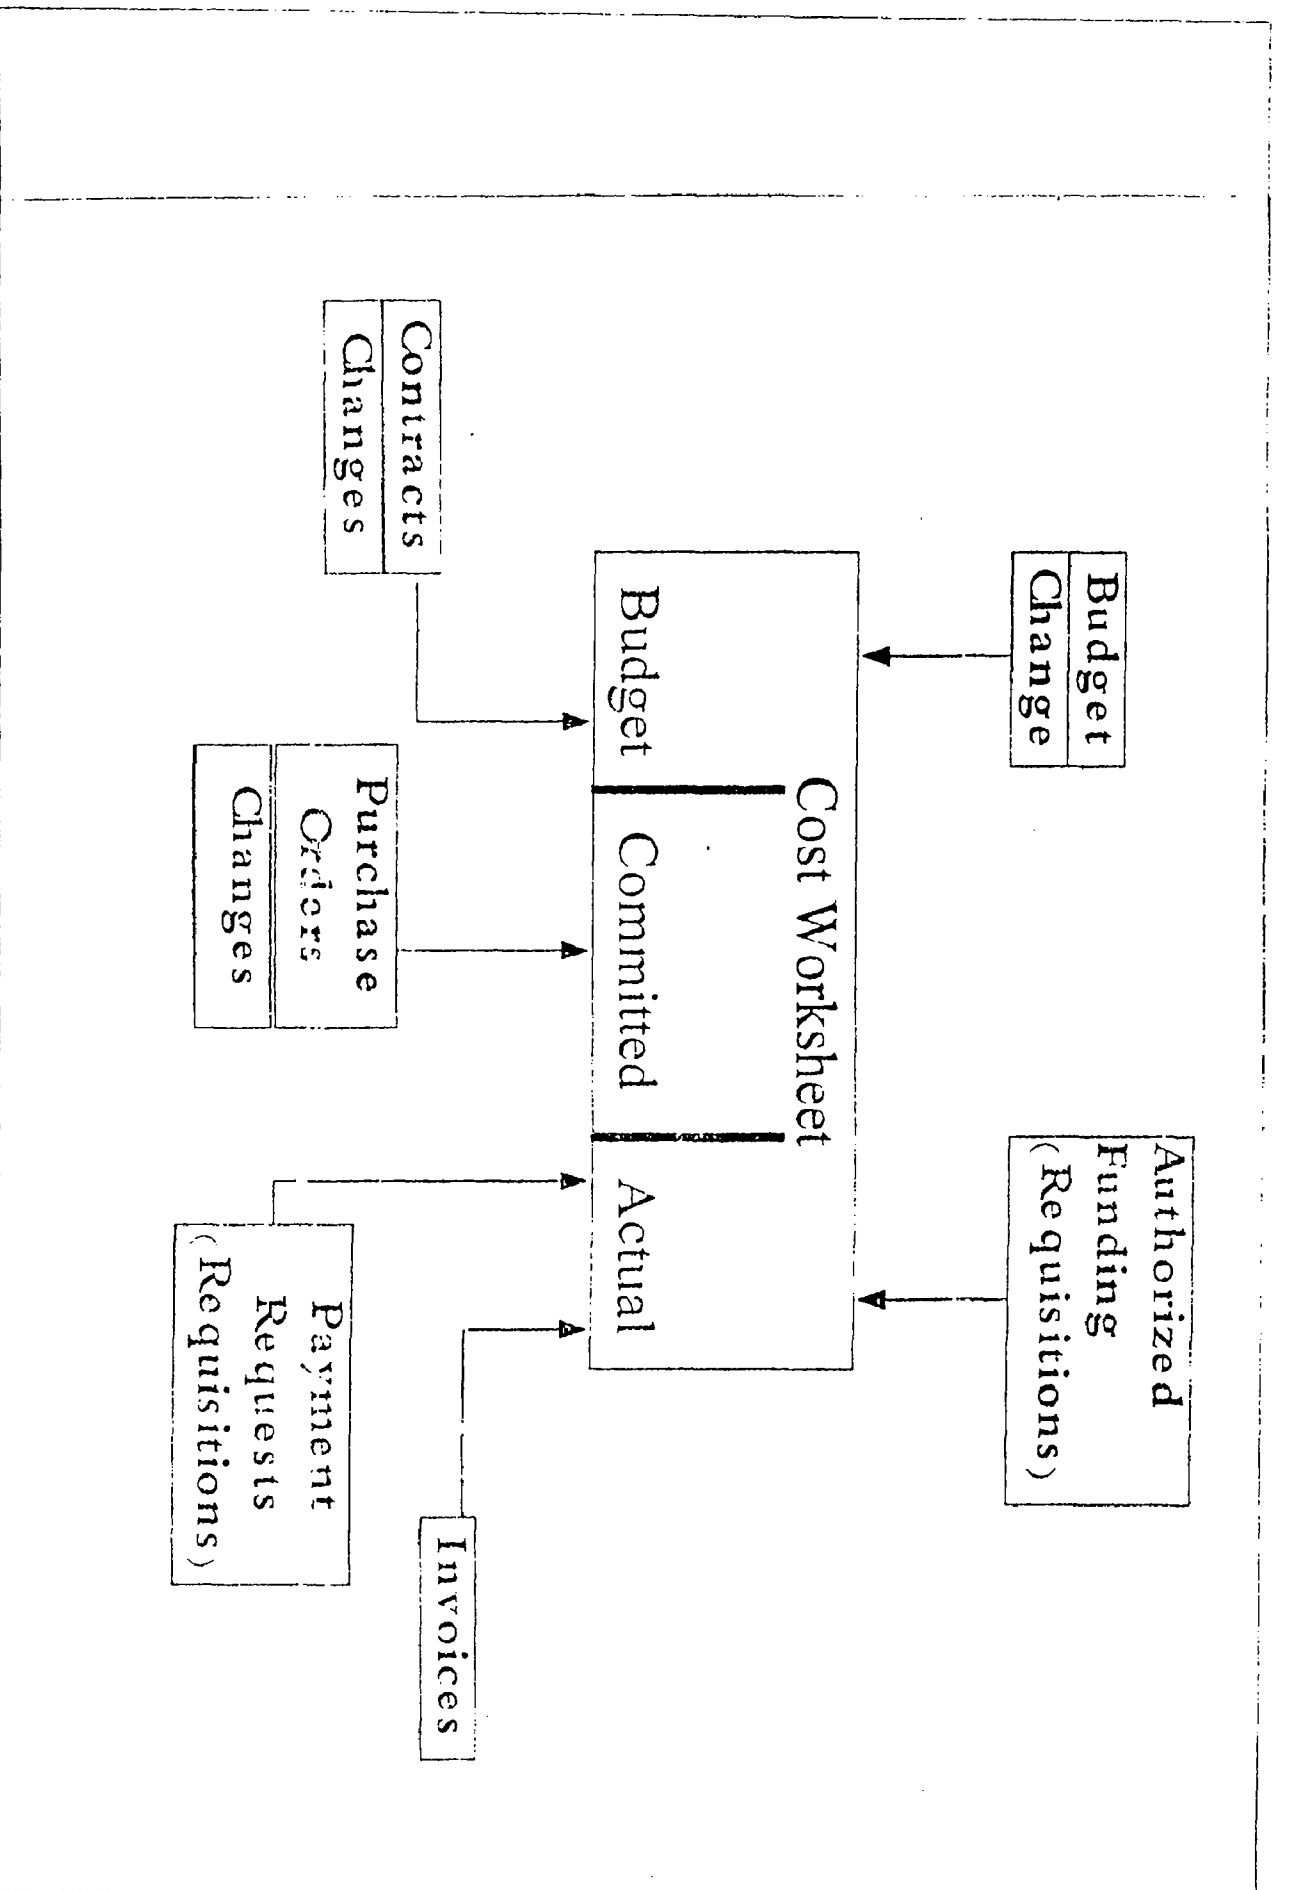 Budget
Change
Authorized
Funding
(Requisitions)
Cost Worksheet
Budget
Committed
Actual
Contracts
Changes
Purchase
Orders
Changes
Payment
Requests
(Requisitions)
Invoices